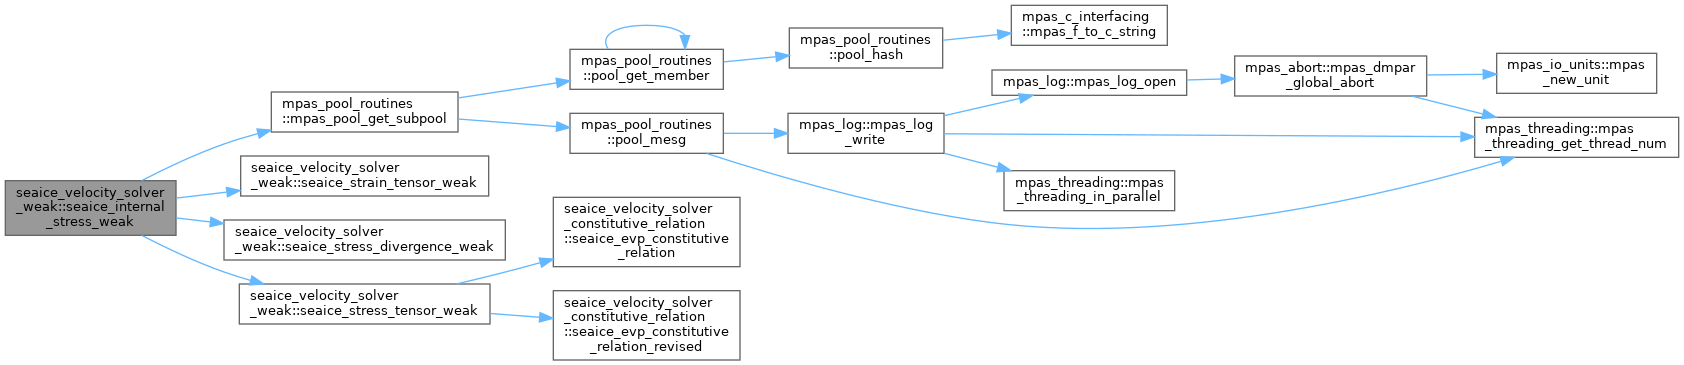 seaice_velocity_solver
_weak::seaice_internal
_stress_weak
mpas_pool_routines
::mpas_pool_get_subpool
seaice_velocity_solver
_weak::seaice_strain_tensor_weak
seaice_velocity_solver
_weak::seaice_stress_divergence_weak
seaice_velocity_solver
_weak::seaice_stress_tensor_weak
mpas_pool_routines
::pool_get_member
mpas_pool_routines
::pool_mesg
seaice_velocity_solver
_constitutive_relation
::seaice_evp_constitutive
_relation
seaice_velocity_solver
_constitutive_relation
::seaice_evp_constitutive
_relation_revised
mpas_pool_routines
::pool_hash
mpas_log::mpas_log
_write
mpas_c_interfacing
::mpas_f_to_c_string
mpas_log::mpas_log_open
mpas_threading::mpas
_threading_in_parallel
mpas_abort::mpas_dmpar
_global_abort
mpas_io_units::mpas
_new_unit
mpas_threading::mpas
_threading_get_thread_num